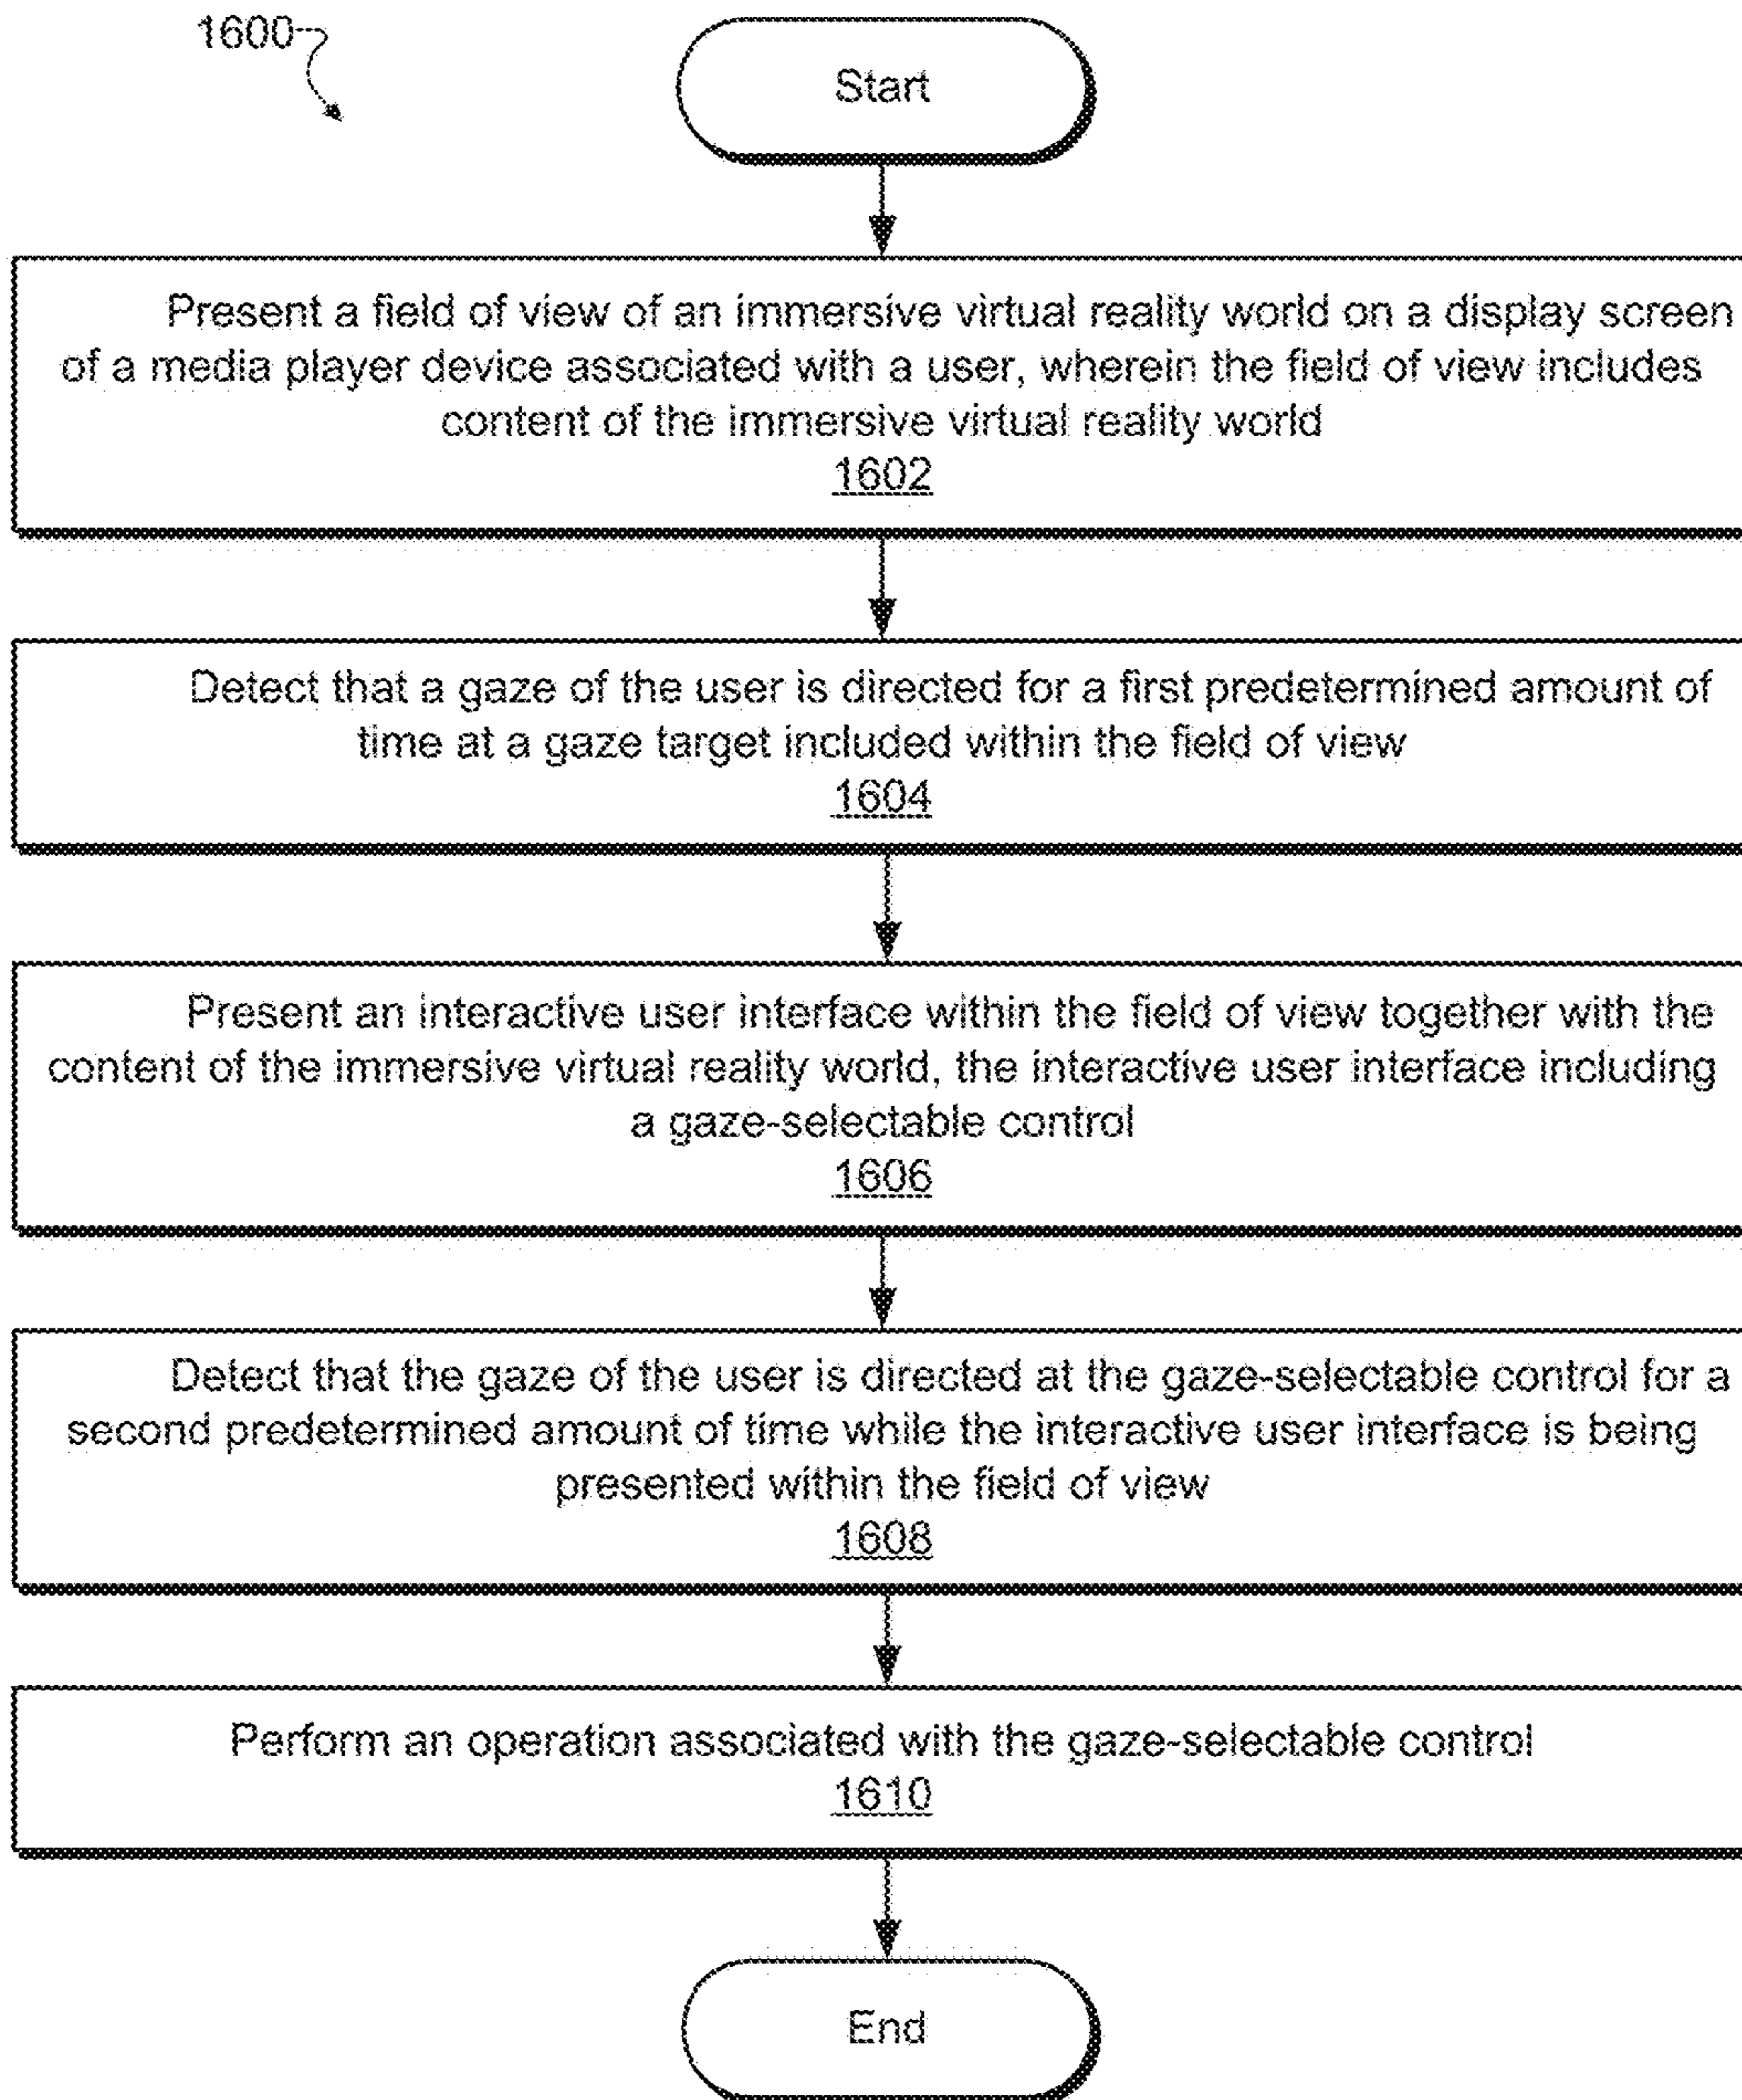 1600
Start
Present a field of view of an immersive virtual reality world on a display screen
of a media player device associated with a user, wherein the field of view includes
content of the immersive virtual reality world
1602
Detect that a gaze of the user is directed for a first predetermined amount of
time at a gaze target included within the field of view
1604
Present an interactive user interface within the field of view together with the
content of the immersive virtual reality world, the interactive user interface including
a gaze-selectable control
1606
Detect that the gaze of the user is directed at the gaze-selectable control for a
second predetermined amount of time while the interactive user interface is being
presented within the field of view
1608
Perform an operation associated with the gaze-selectable control
1610
End